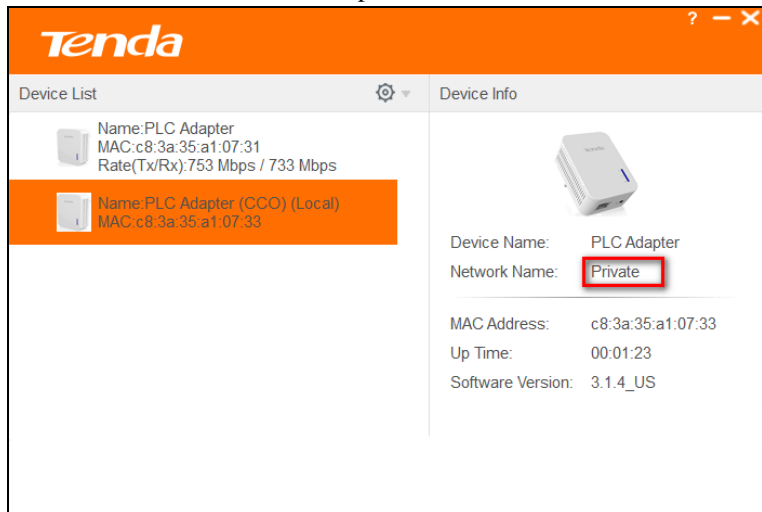 Tenda
? — ×
Device List
Device Info
Name:PLC Adapter
MAC:c8:3a:35:a1:07:31
Rate(Tx/Rx):753 Mbps / 733 Mbps
Name:PLC Adapter (CCO) (Local)
MAC:c8:3a:35:a1:07:33
Device Name: PLC Adapter
Network Name: Private
MAC Address: c8:3a:35:a1:07:33
Up Time: 00:01:23
Software Version: 3.1.4_US